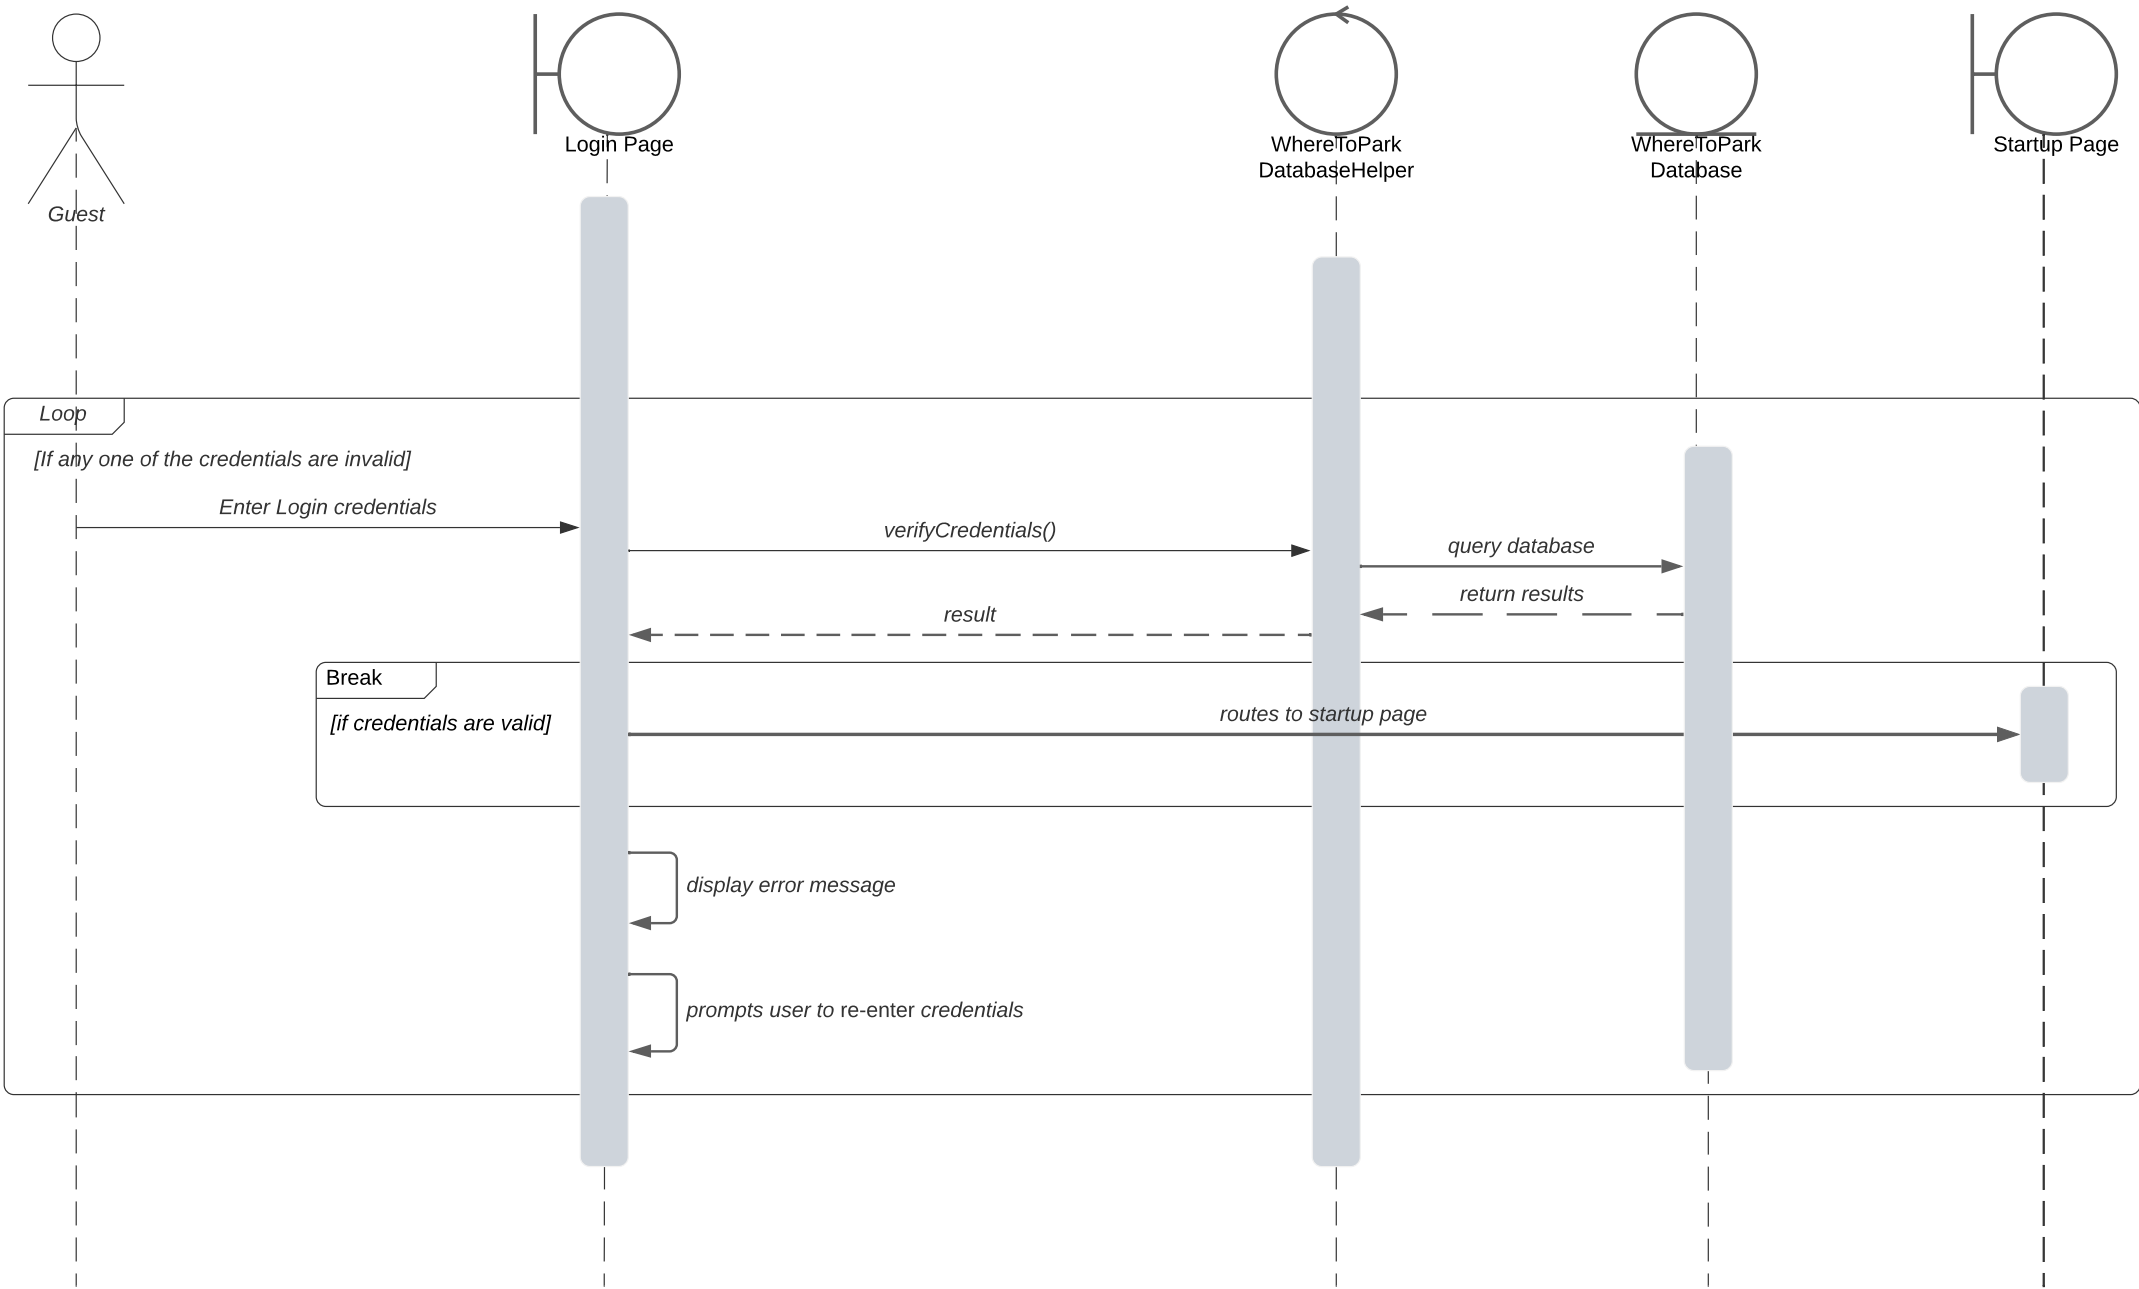 Login Page
WhereToPark
DatabaseHelper
WhereToPark
Database
Startup Page
Guest
Loop
[If any one of the credentials are invalid]
Enter Login credentials
verifyCredentials()
query database
return results
result
Break
[if credentials are valid]
routes to startup page
display error message
prompts user to re-enter credentials